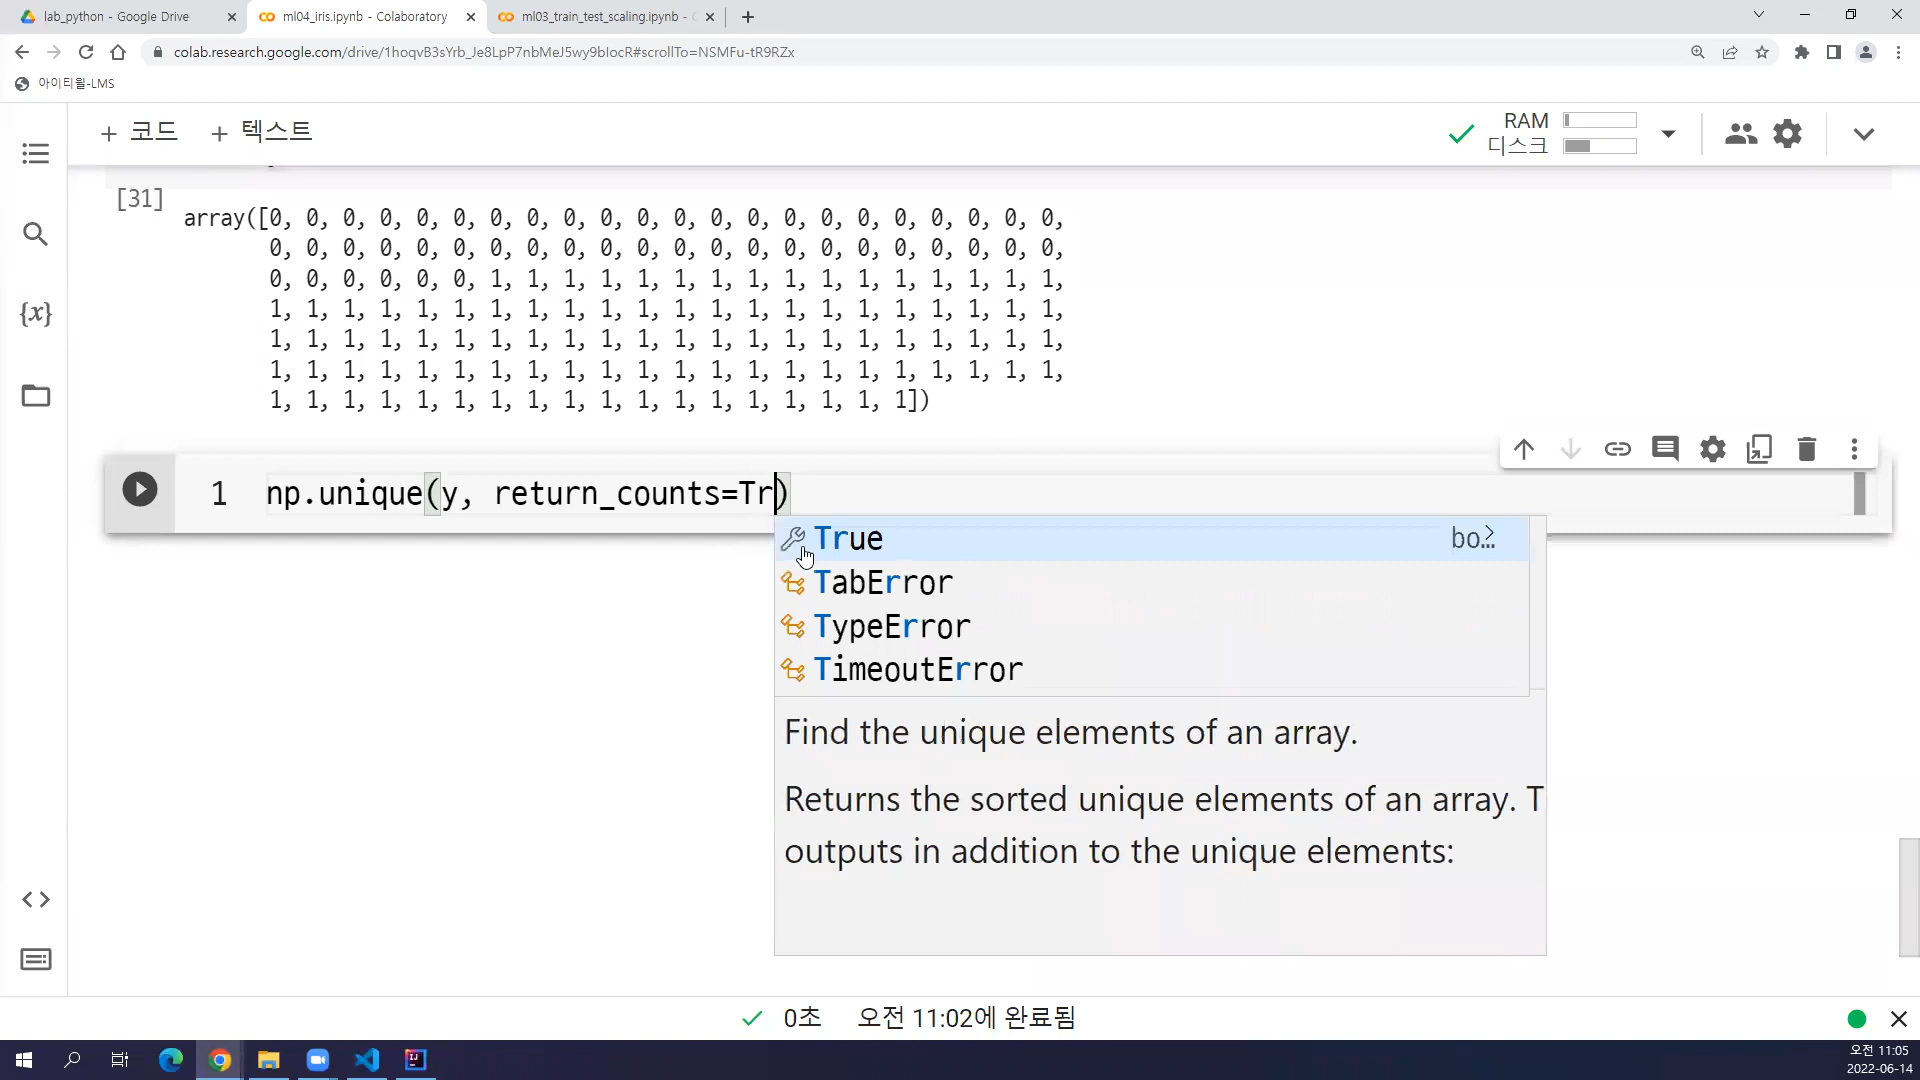 lab_python - Google Drive
ml04_iris.ipynb - Colaboratory
ml03_train_test_scaling.ipynb -
colab.research.google.com/drive/1hoqvB3sYrb_Je8LpP7nbMeJ5wy9blocR#scrollTo=NSMFu-tR9RZx
아이티윌-LMS
+ 코드 + 텍스트
RAM
디스크
[31]
array([0, 0, 0, 0, 0, 0, 0, 0, 0, 0, 0, 0, 0, 0, 0, 0, 0, 0, 0, 0, 0, 0,
0, 0, 0, 0, 0, 0, 0, 0, 0, 0, 0, 0, 0, 0, 0, 0, 0, 0, 0, 0, 0, 0,
0, 0, 0, 0, 0, 0, 1, 1, 1, 1, 1, 1, 1, 1, 1, 1, 1, 1, 1, 1, 1, 1,
1, 1, 1, 1, 1, 1, 1, 1, 1, 1, 1, 1, 1, 1, 1, 1, 1, 1, 1, 1, 1, 1,
1, 1, 1, 1, 1, 1, 1, 1, 1, 1, 1, 1, 1, 1, 1, 1, 1, 1, 1, 1, 1, 1,
1, 1, 1, 1, 1, 1, 1, 1, 1, 1, 1, 1, 1, 1, 1, 1, 1, 1, 1, 1, 1, 1,
1, 1, 1, 1, 1, 1, 1, 1, 1, 1, 1, 1, 1, 1, 1, 1, 1, 1])
1 np.unique(y, return_counts=Tr)
True bo...
TabError
TypeError
TimeoutError
Find the unique elements of an array.
Returns the sorted unique elements of an array. T
outputs in addition to the unique elements:
0초 오전 11:02에 완료됨
오전 11:05
2022-06-14